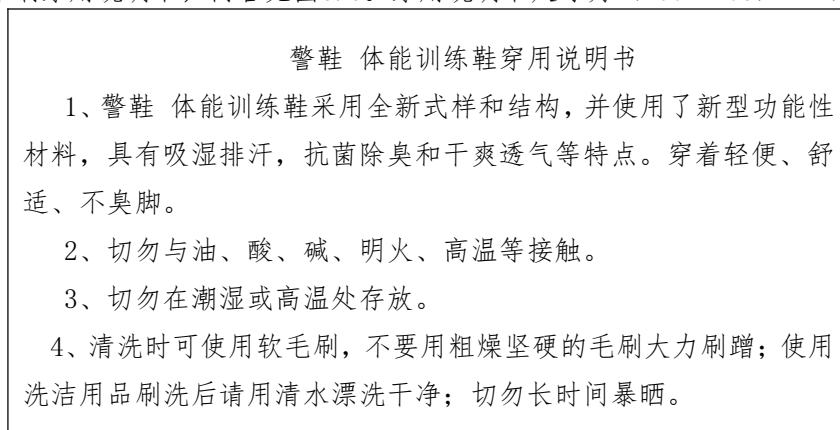 警鞋 体能训练鞋穿用说明书
1、警鞋 体能训练鞋采用全新式样和结构，并使用了新型功能性
材料，具有吸湿排汗，抗菌除臭和干爽透气等特点。穿着轻便、舒
适、不臭脚。
2、切勿与油、酸、碱、明火、高温等接触。
3、切勿在潮湿或高温处存放。
4、清洗时可使用软毛刷，不要用粗燥坚硬的毛刷大力刷蹭；使用
洗洁用品刷洗后请用清水漂洗干净；切勿长时间暴晒。